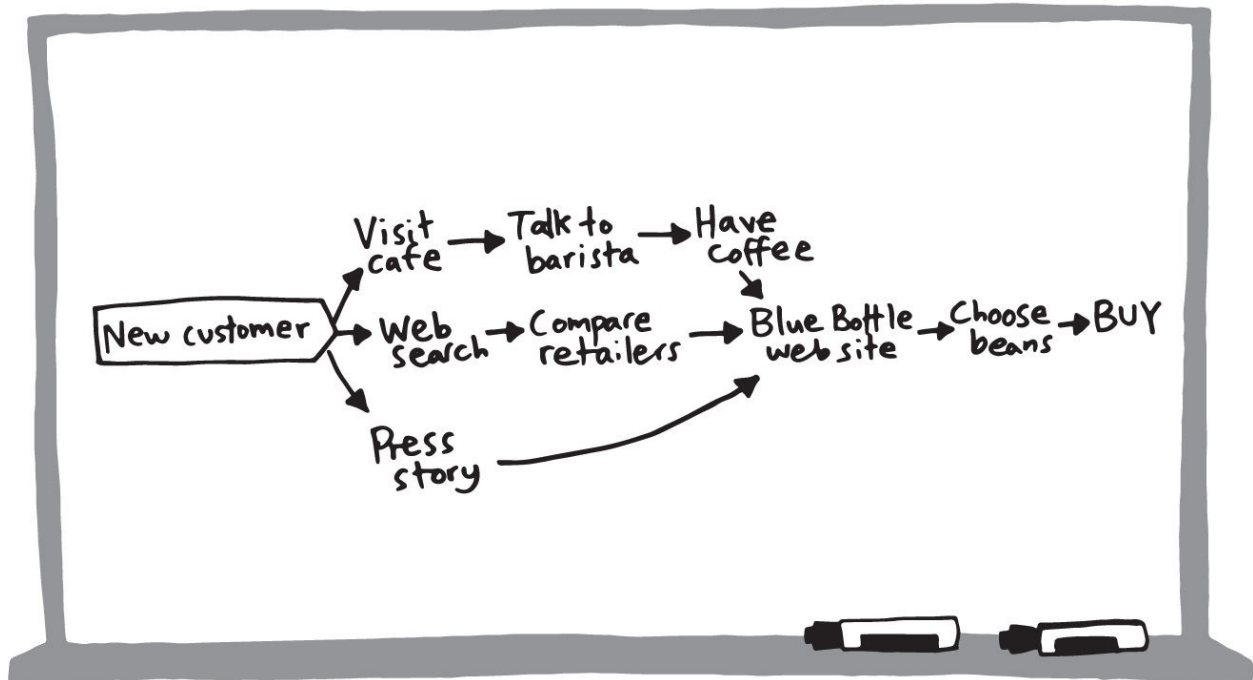 Visit
cafe
Talk to
barista
Have
coffee
New customer
Web
search
Compare
retailers
Blue Bottle
web site
Choose
beans
BUY
Press
story